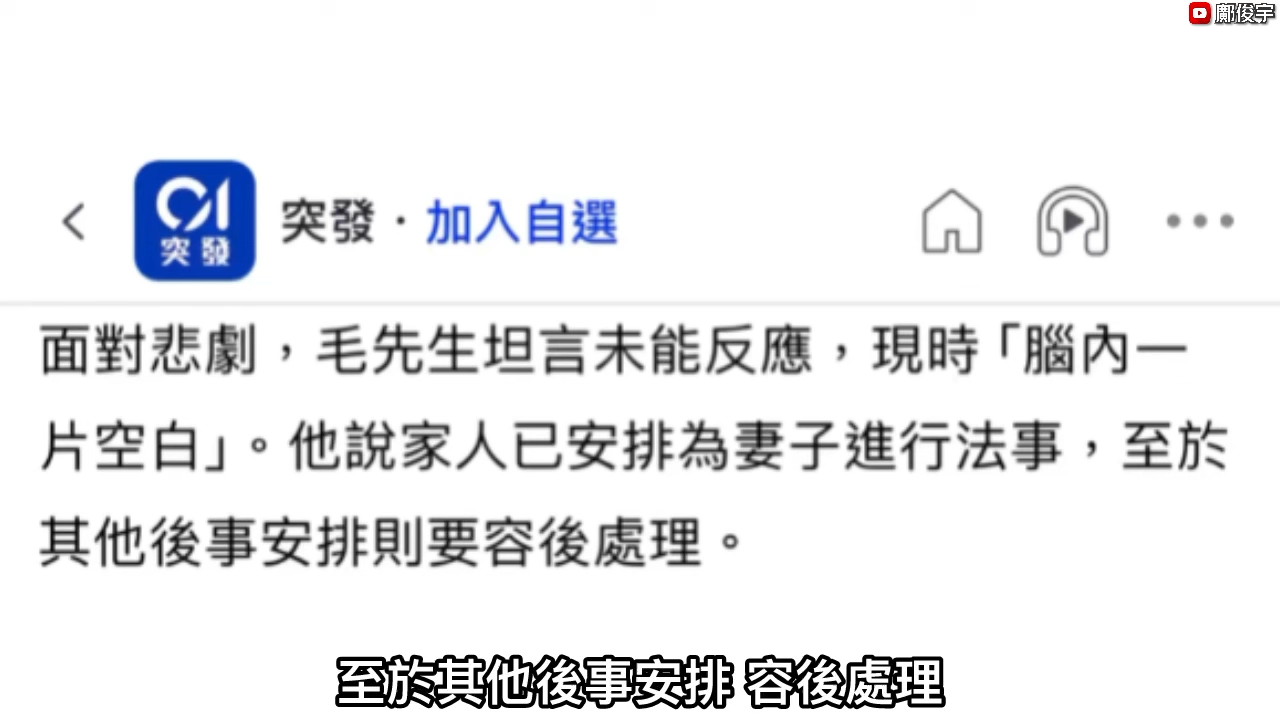 鄺俊宇
01
突發
突發·加入自選
面對悲劇，毛先生坦言未能反應，現時「腦內一
片空白」。他說家人已安排為妻子進行法事，至於
其他後事安排則要容後處理。
至於其他後事安排 容後處理